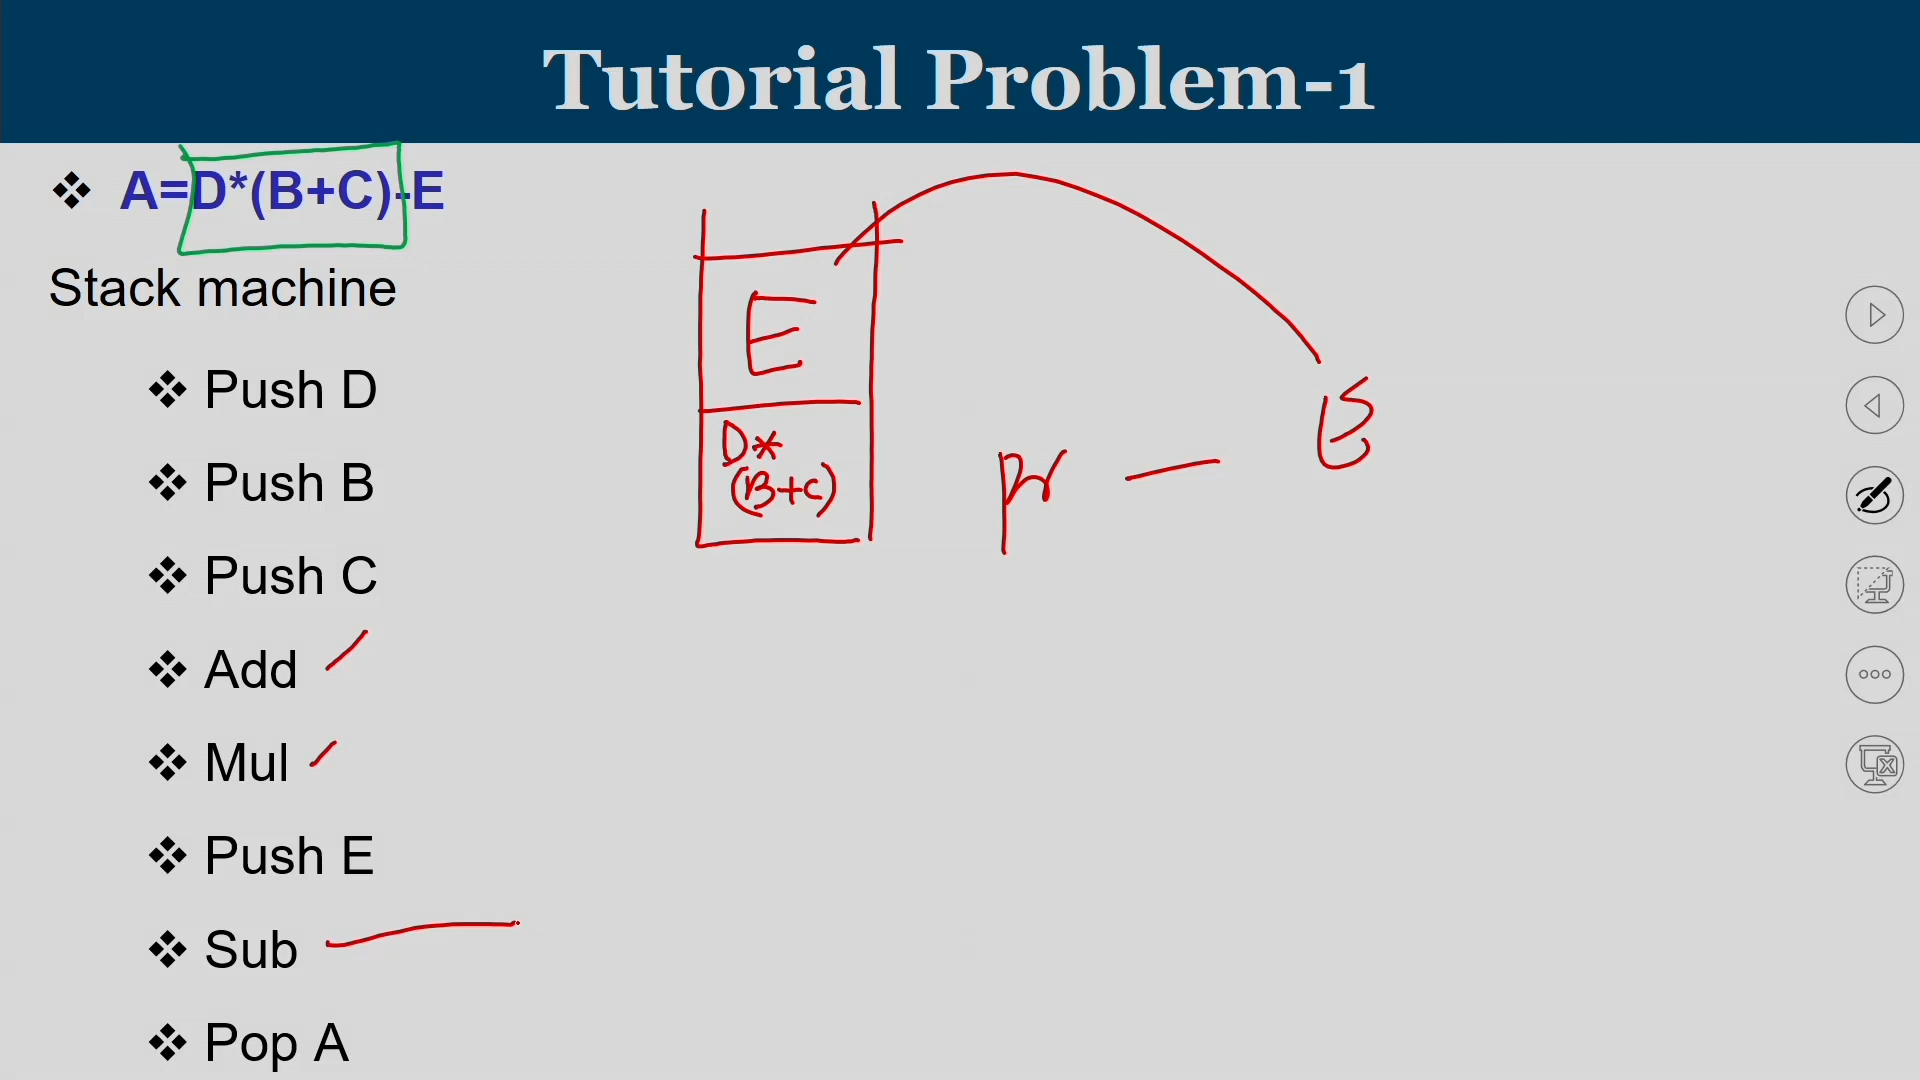 Tutorial Problem-1
❖ A=D*(B+C)-E
Stack machine
❖ Push D
❖ Push B
❖ Push C
❖ Add
❖ Mul
❖ Push E
❖ Sub
❖ Pop A
E
D*
(B+C)